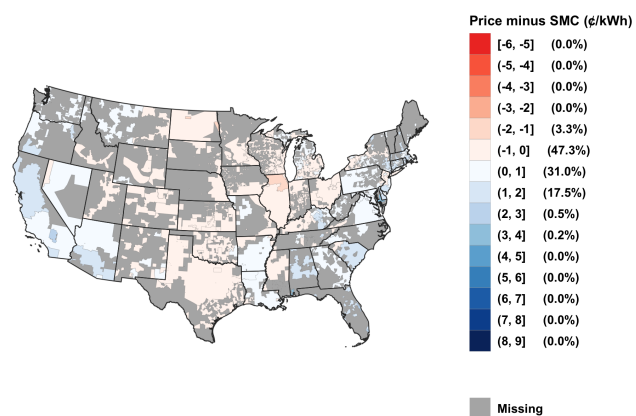 Price minus SMC (¢/kWh)
[-6, -5] (0.0%)
(-5, -4] (0.0%)
(-4, -3] (0.0%)
(-3, -2] (0.0%)
(-2, -1] (3.3%)
(-1, 0] (47.3%)
(0, 1] (31.0%)
(1, 2] (17.5%)
(2, 3] (0.5%)
(3, 4] (0.2%)
(4, 5] (0.0%)
(5, 6] (0.0%)
(6, 7] (0.0%)
(7, 8] (0.0%)
(8, 9] (0.0%)
Missing